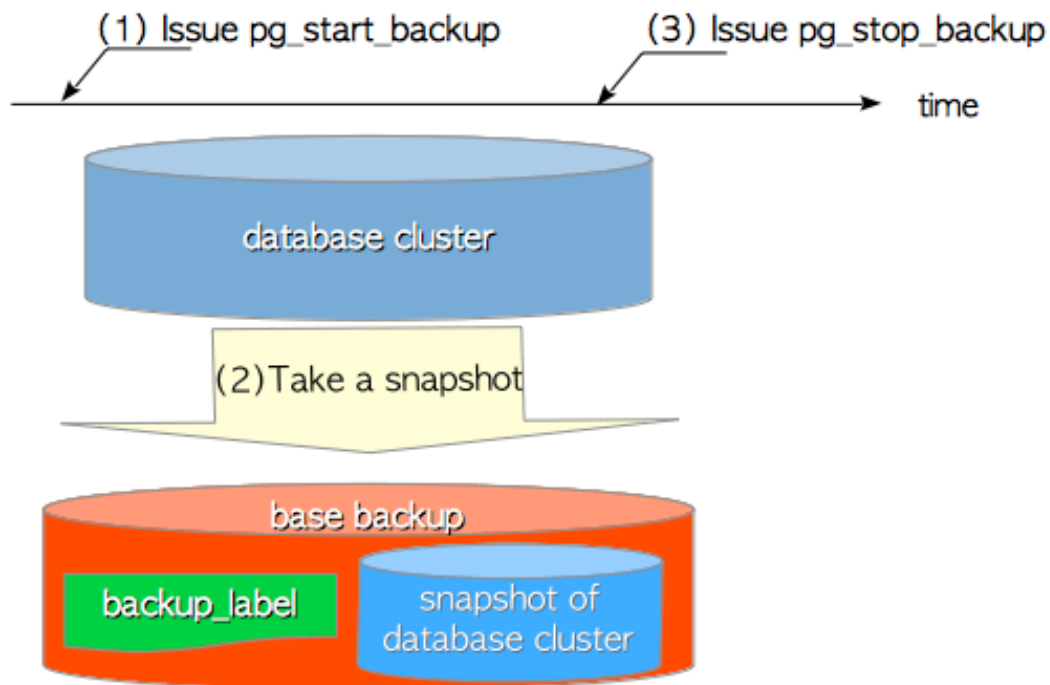 (1) Issue pg_start_backup
(3) Issue pg_stop_backup
time
database cluster
(2)Take a snapshot
base backup
backup_label
snapshot of
database cluster